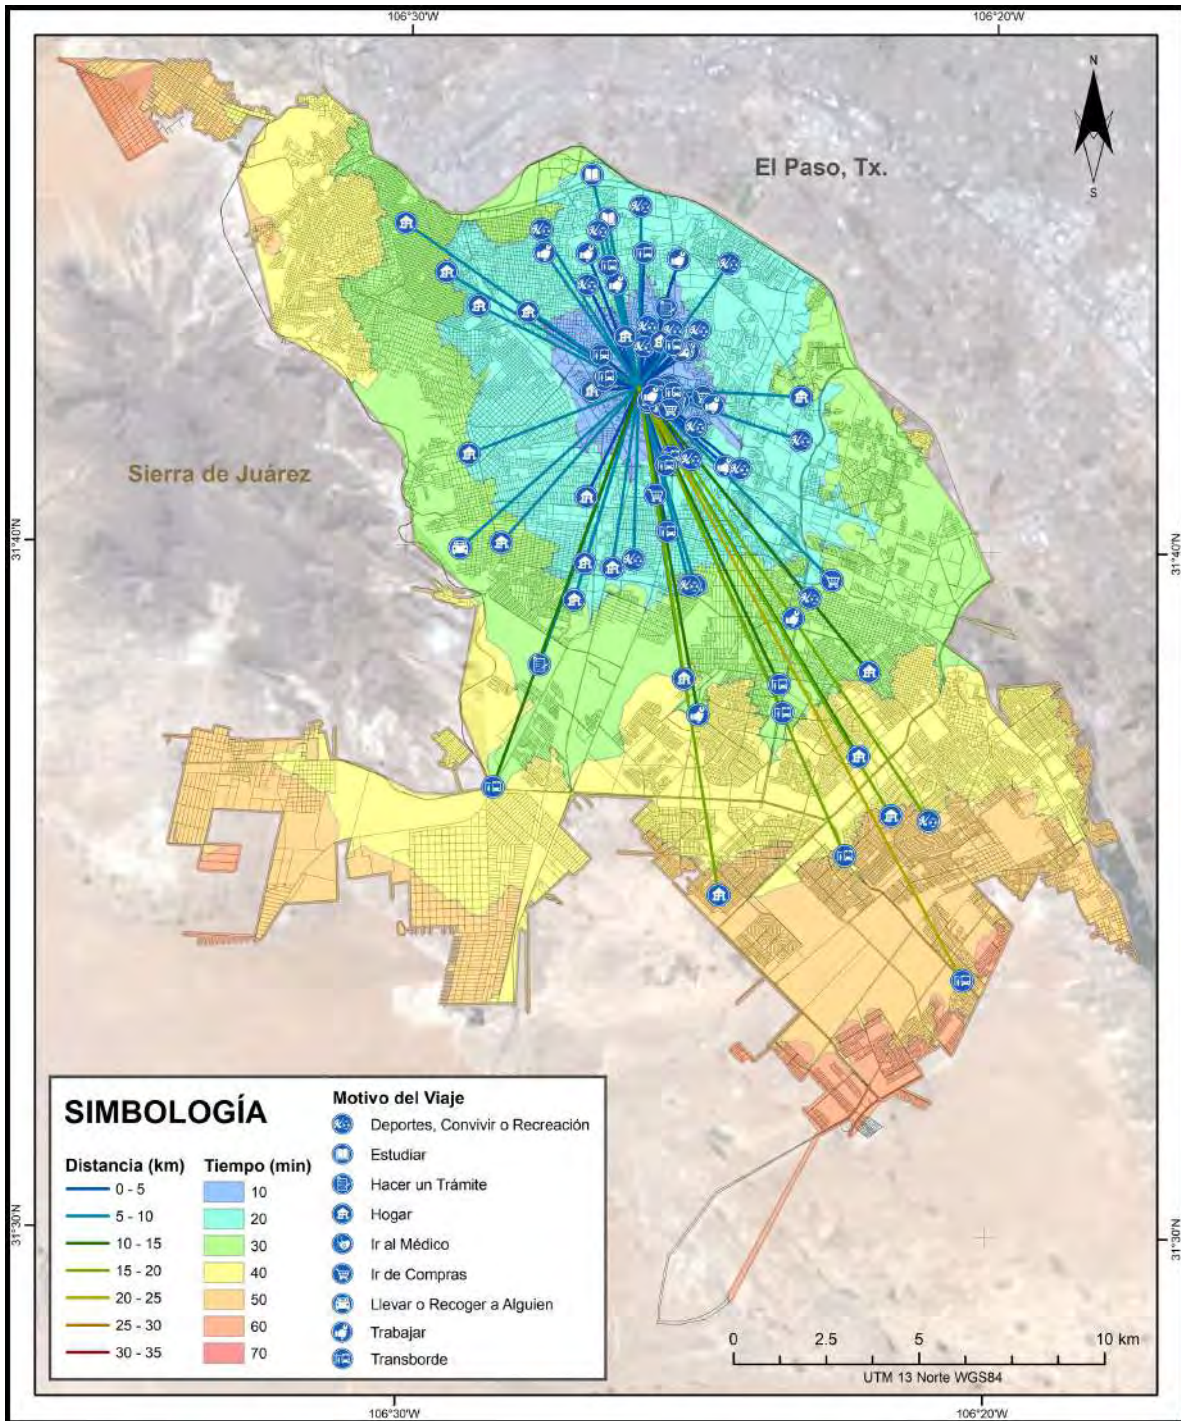 106°30'W
106°20'W
N
S
El Paso, Tx.
Sierra de Juárez
31°40'N
31°40'N
SIMBOLOGÍA
Distancia (km)
0 - 5
5 - 10
10 - 15
15 - 20
20 - 25
25 - 30
30 - 35
Tiempo (min)
10
20
30
40
50
60
70
Motivo del Viaje
Deportes, Convivir o Recreación
Estudiar
Hacer un Trámite
Hogar
Ir al Médico
Ir de Compras
Llevar o Recoger a Alguien
Trabajar
Transborde
31°30'N
31°30'N
0 2.5 5 10 km
UTM 13 Norte WGS84
106°30'W
106°20'W